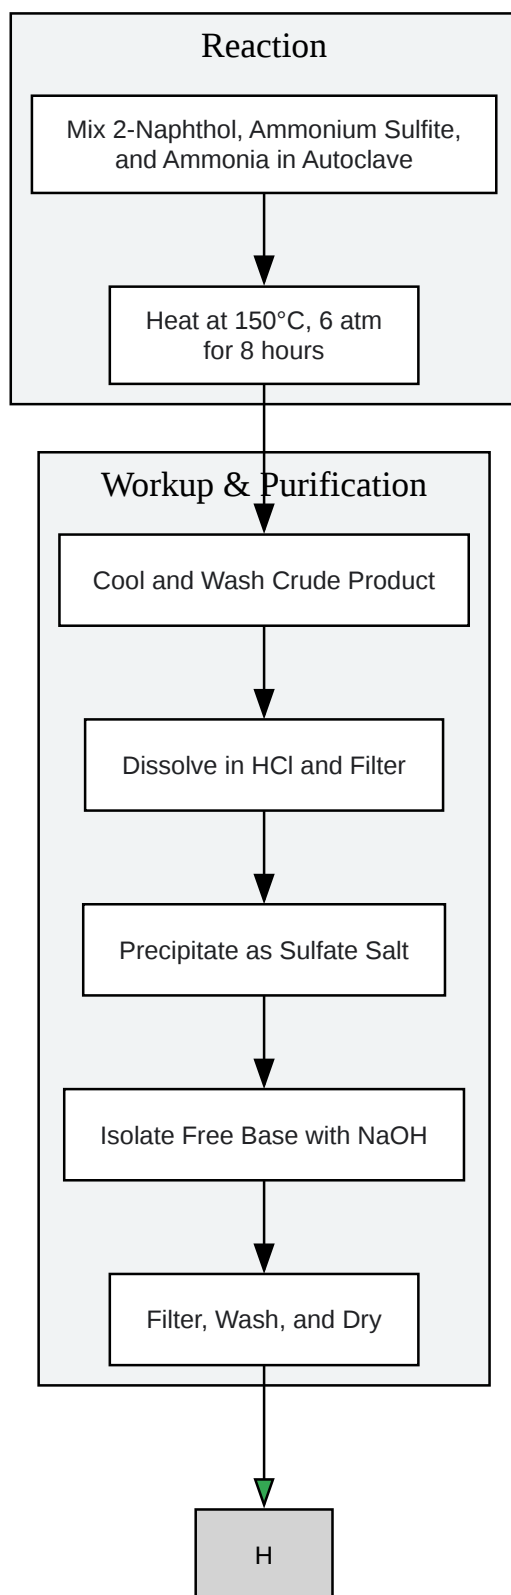 Reaction
Mix 2-Naphthol, Ammonium Sulfite,
and Ammonia in Autoclave
Heat at 150°C, 6 atm
for 8 hours
Workup & Purification
Cool and Wash Crude Product
Dissolve in HCl and Filter
Precipitate as Sulfate Salt
Isolate Free Base with NaOH
Filter, Wash, and Dry
H